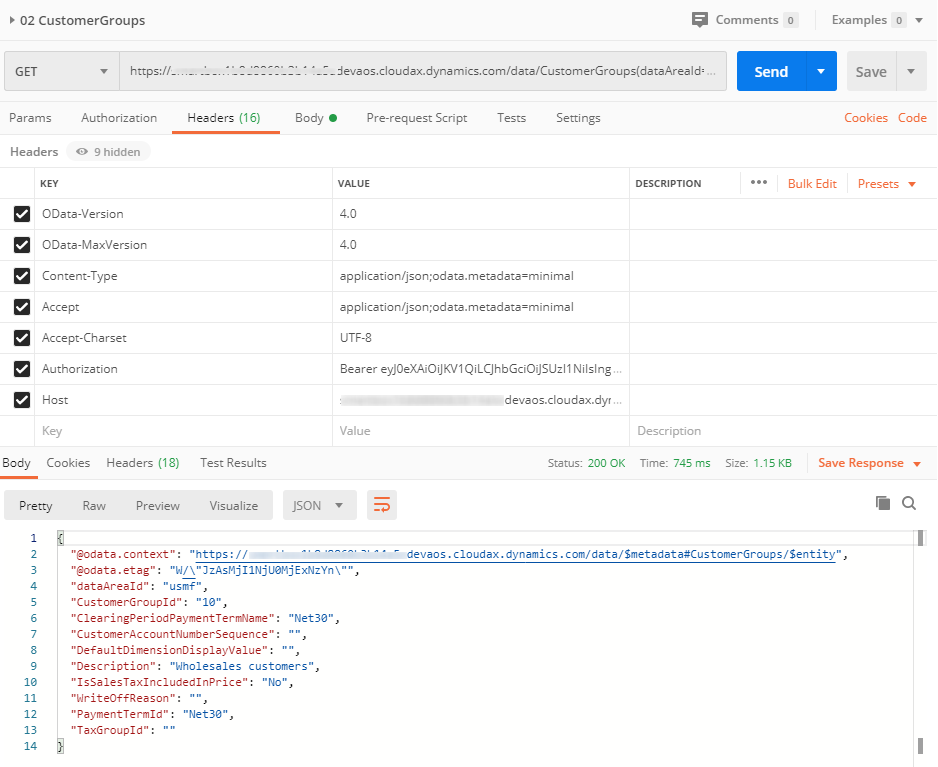 02 CustomerGroups
Comments 0
Examples 0
GET
https:// devaos.cloudax.dynamics.com/data/CustomerGroups(dataAreaId=...
Send
Save
Params
Authorization
Headers (16)
Body
Pre-request Script
Tests
Settings
Cookies
Code
Headers
9 hidden
KEY VALUE DESCRIPTION
Bulk Edit
Presets
OData-Version 4.0
OData-MaxVersion 4.0
Content-Type application/json;odata.metadata=minimal
Accept application/json;odata.metadata=minimal
Accept-Charset UTF-8
Authorization Bearer eyJ0eXAiOiJKV1QiLCJhbGciOiJSUzI1NiIsIng...
Host devaos.cloudax.dyr...
Key Value Description
Body
Cookies
Headers (18)
Test Results
Status: 200 OK
Time: 745 ms
Size: 1.15 KB
Save Response
Pretty
Raw
Preview
Visualize
JSON
1 {
2 "@odata.context": "https:// devaos.cloudax.dynamics.com/data/$metadata#CustomerGroups/$entity",
3 "@odata.etag": "W/\"JzAsMjI1NjU0MjExNzYn\"",
4 "dataAreaId": "usmf",
5 "CustomerGroupId": "10",
6 "ClearingPeriodPaymentTermName": "Net30",
7 "CustomerAccountNumberSequence": "",
8 "DefaultDimensionDisplayValue": "",
9 "Description": "Wholesales customers",
10 "IsSalesTaxIncludedInPrice": "No",
11 "WriteOffReason": "",
12 "PaymentTermId": "Net30",
13 "TaxGroupId": ""
14 }